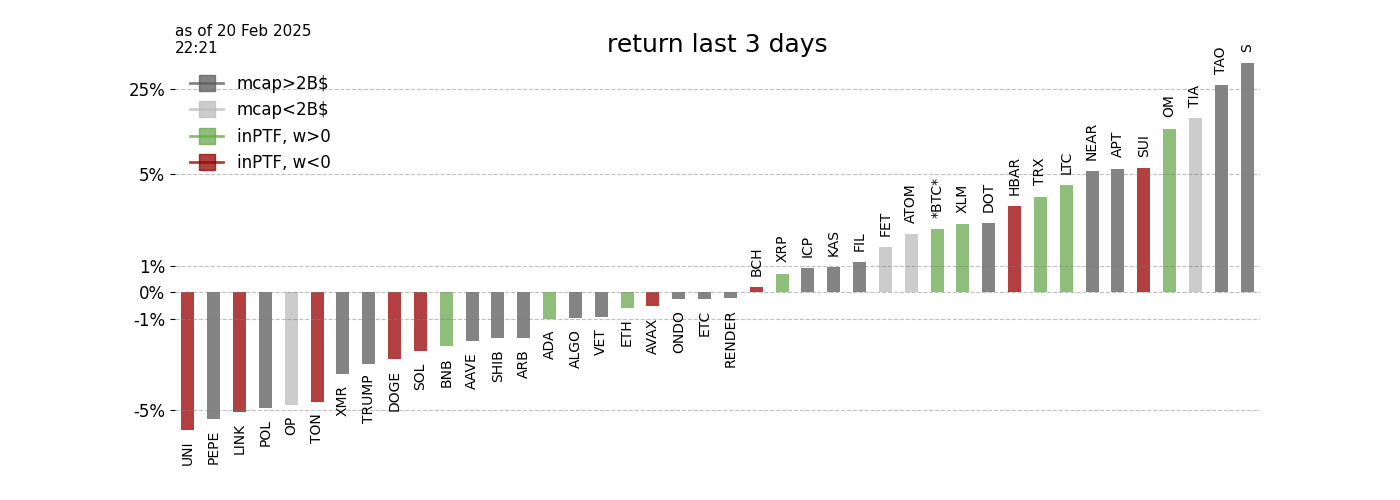 as of 20 Feb 2025
22:21
return last 3 days
mcap>2B$
mcap<2B$
inPTF, w>0
inPTF, w<0
25%
5%
1%
0%
-1%
-5%
UNI
PEPE
LINK
POL
OP
TON
XMR
TRUMP
DOGE
SOL
BNB
AAVE
SHIB
ARB
ADA
ALGO
VET
ETH
AVAX
ONDO
ETC
RENDER
BCH
XRP
ICP
KAS
FIL
FET
ATOM
*BTC*
XLM
DOT
HBAR
TRX
LTC
NEAR
APT
SUI
OM
TIA
TAO
S